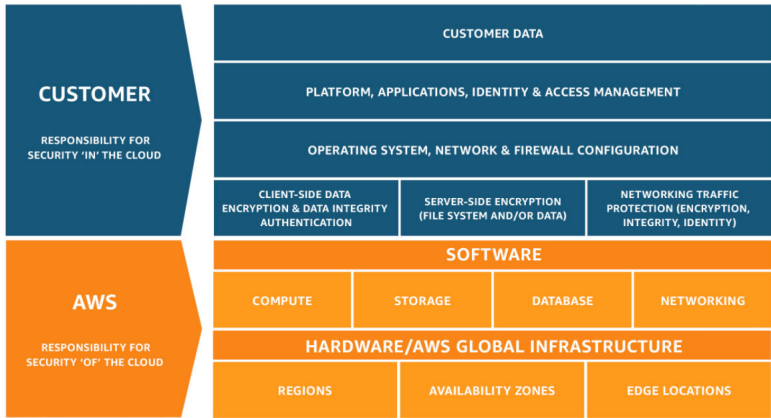 CUSTOMER
RESPONSIBILITY FOR
SECURITY ‘IN’ THE CLOUD
CUSTOMER DATA
PLATFORM, APPLICATIONS, IDENTITY & ACCESS MANAGEMENT
OPERATING SYSTEM, NETWORK & FIREWALL CONFIGURATION
CLIENT-SIDE DATA
ENCRYPTION & DATA INTEGRITY
AUTHENTICATION
SERVER-SIDE ENCRYPTION
(FILE SYSTEM AND/OR DATA)
NETWORKING TRAFFIC
PROTECTION (ENCRYPTION,
INTEGRITY, IDENTITY)
AWS
RESPONSIBILITY FOR
SECURITY ‘OF’ THE CLOUD
SOFTWARE
COMPUTE
STORAGE
DATABASE
NETWORKING
HARDWARE/AWS GLOBAL INFRASTRUCTURE
REGIONS
AVAILABILITY ZONES
EDGE LOCATIONS